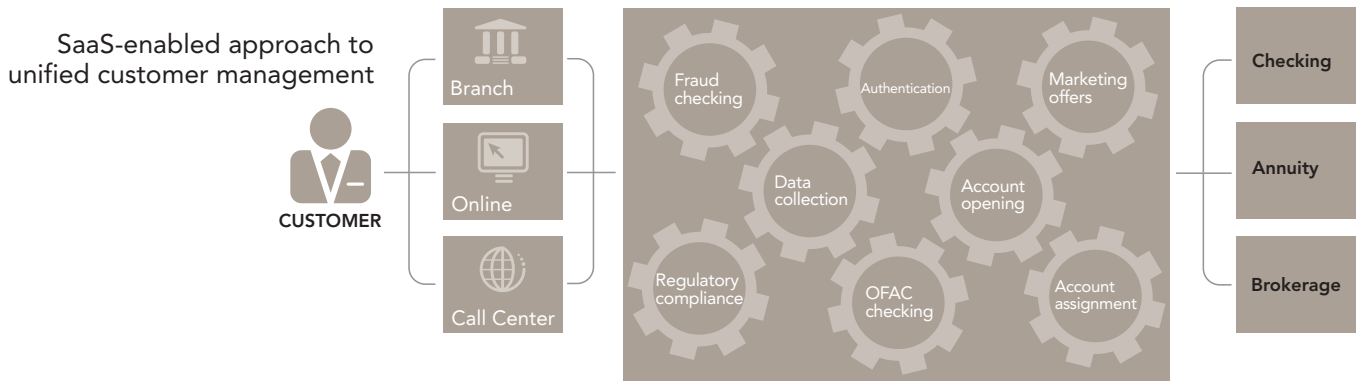 SaaS-enabled approach to
unified customer management
CUSTOMER
Branch
Online
Call Center
Fraud
checking
Authentication
Marketing
offers
Data
collection
Account
opening
Regulatory
compliance
OFAC
checking
Account
assignment
Checking
Annuity
Brokerage